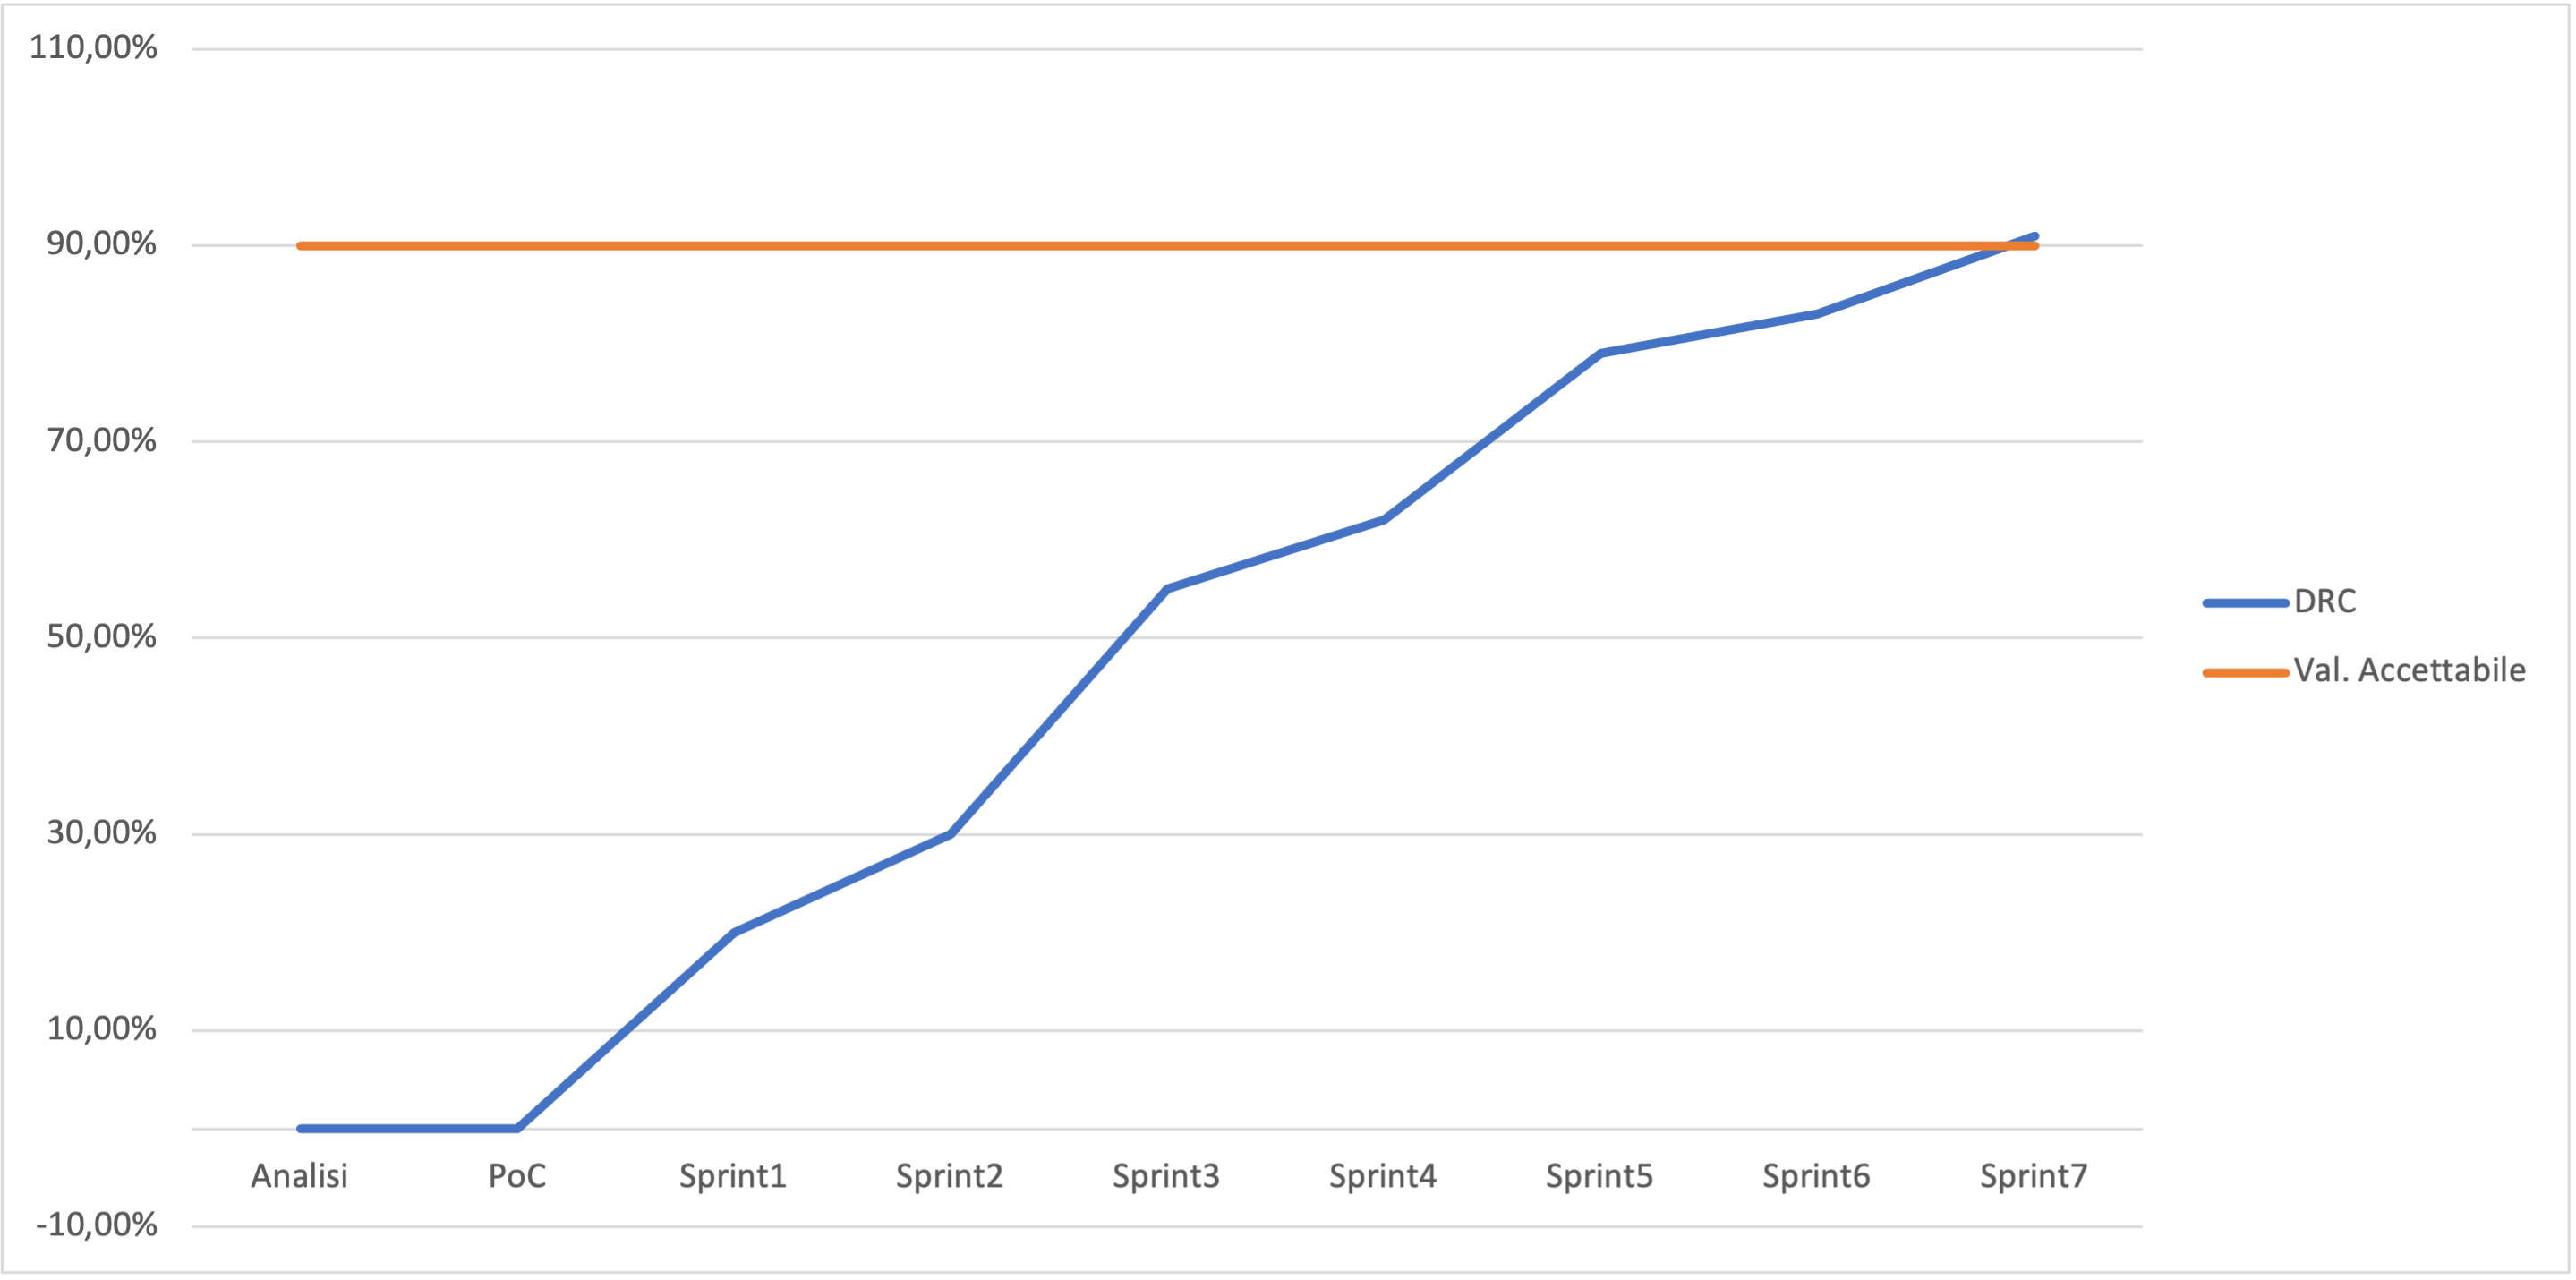 110,00%
90,00%
70,00%
50,00%
30,00%
10,00%
-10,00%
Analisi PoC Sprint1 Sprint2 Sprint3 Sprint4 Sprint5 Sprint6 Sprint7
DRC
Val. Accettabile